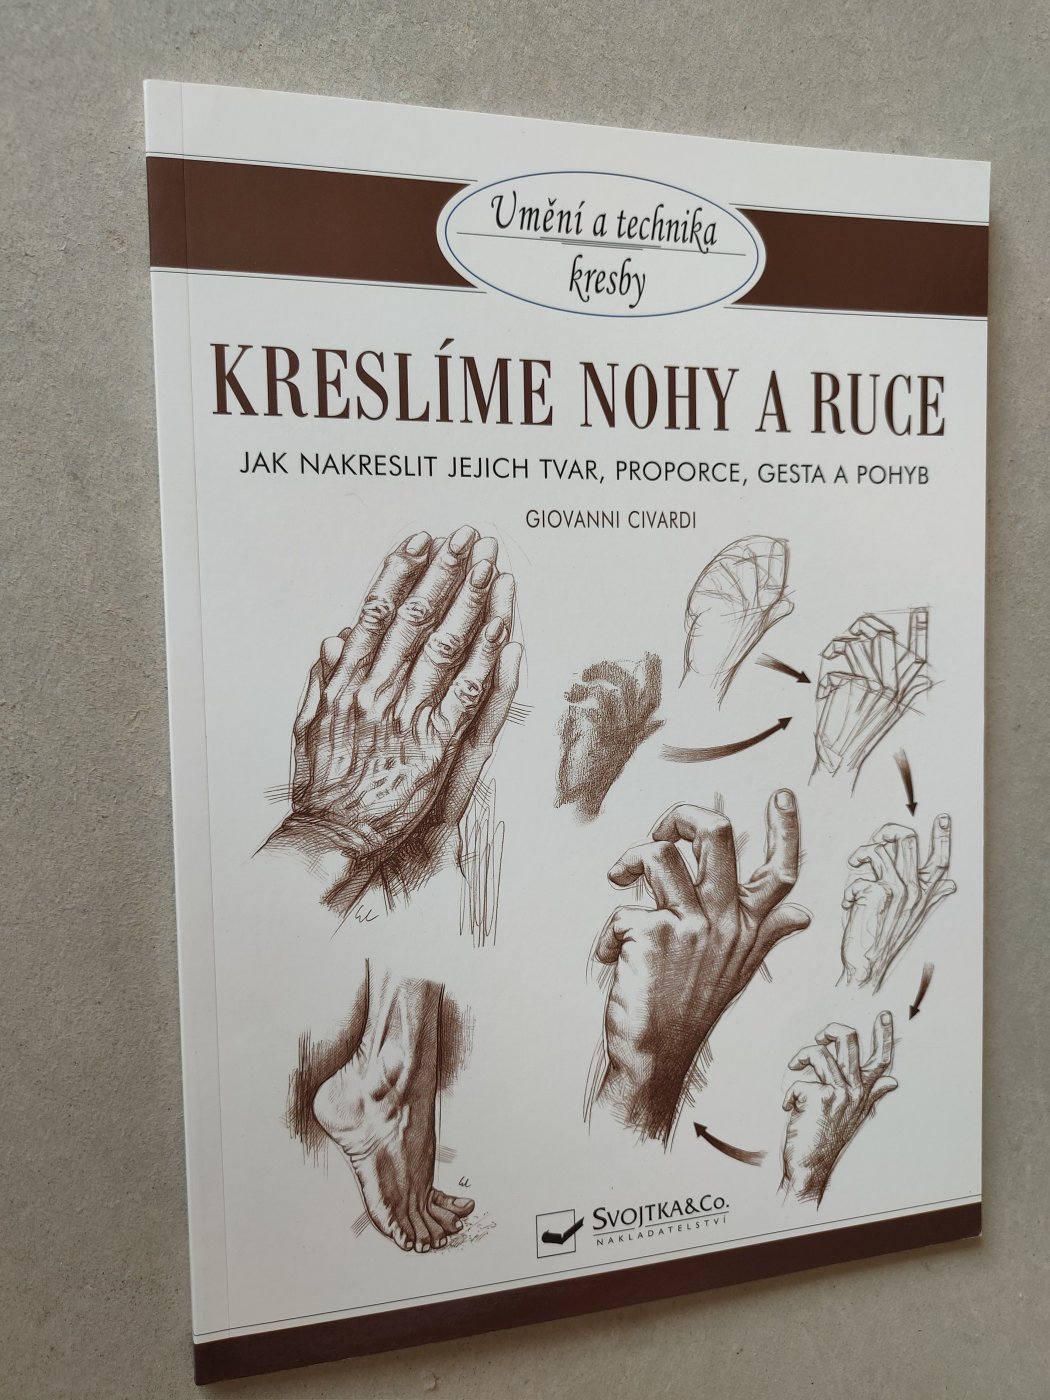 Umění a technika
kresby
KRESLÍME NOHY A RUCE
JAK NAKRESLIT JEJICH TVAR, PROPORCE, GESTA A POHYB
GIOVANNI CIVARDI
SVOJTKA&CO.
NAKLADATELSTVÍ